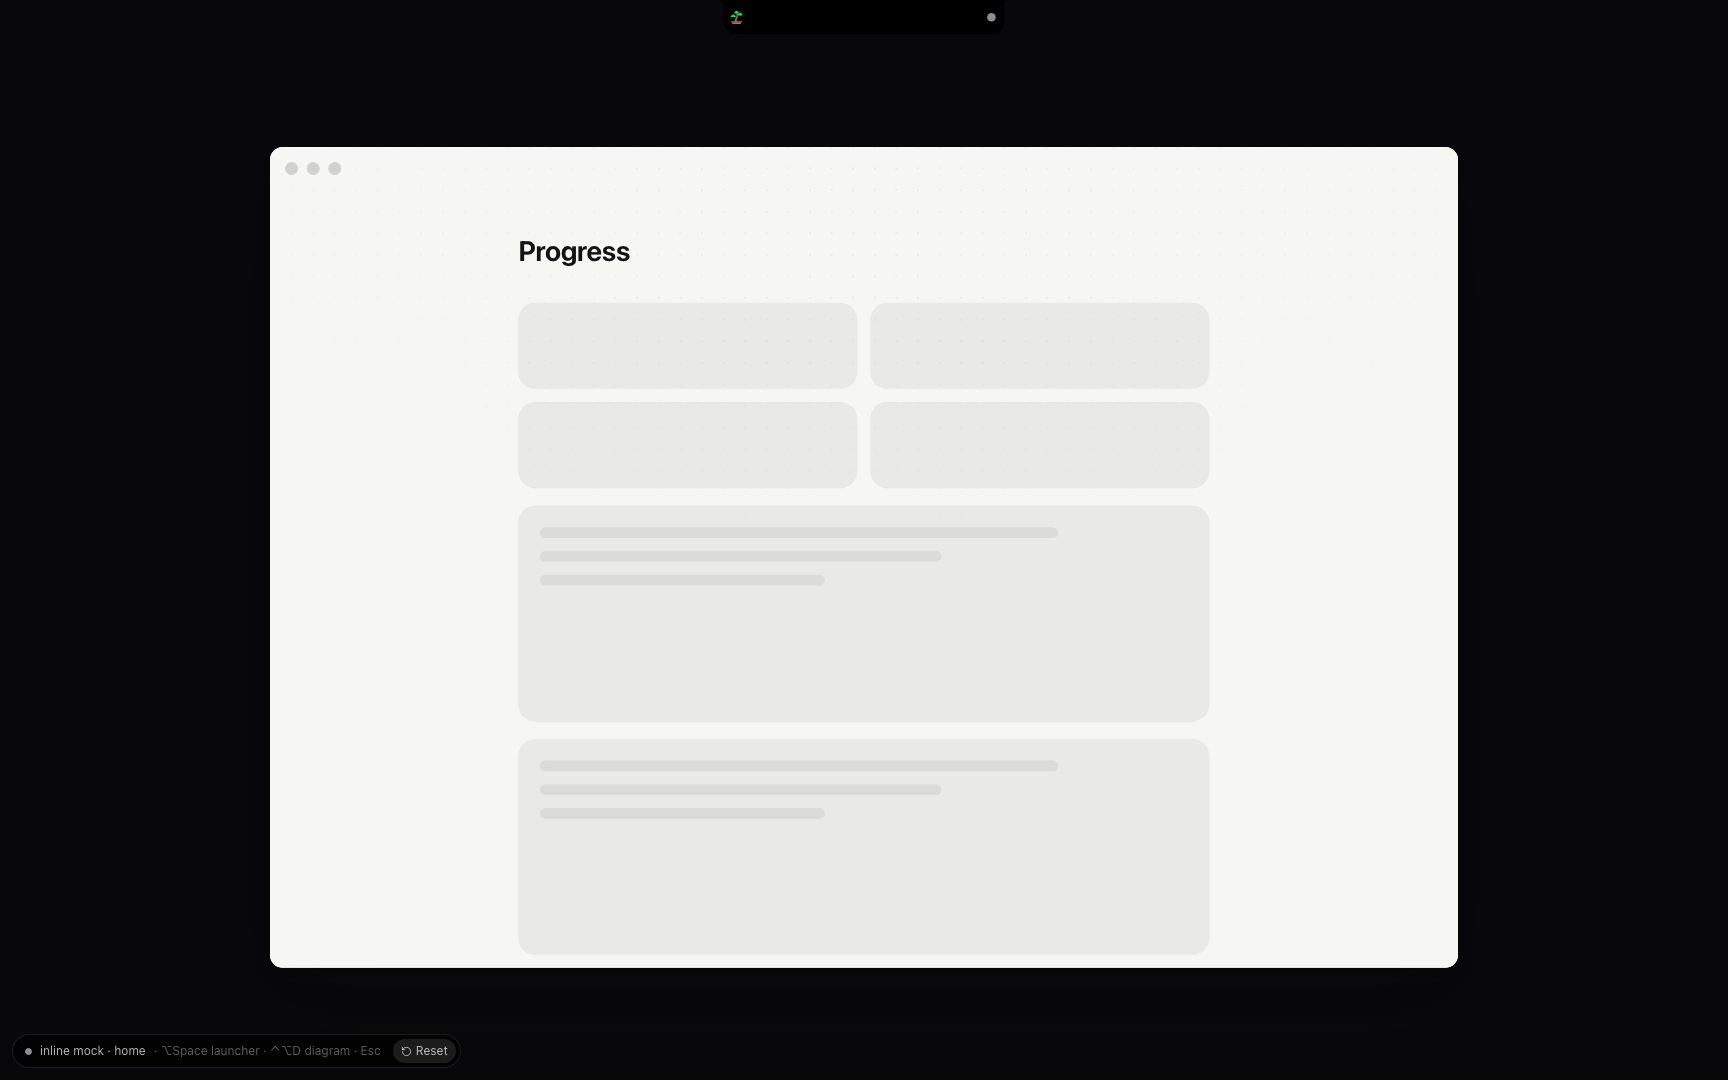 Progress
inline mock · home · ⌥Space launcher · ^⌥D diagram · Esc Reset